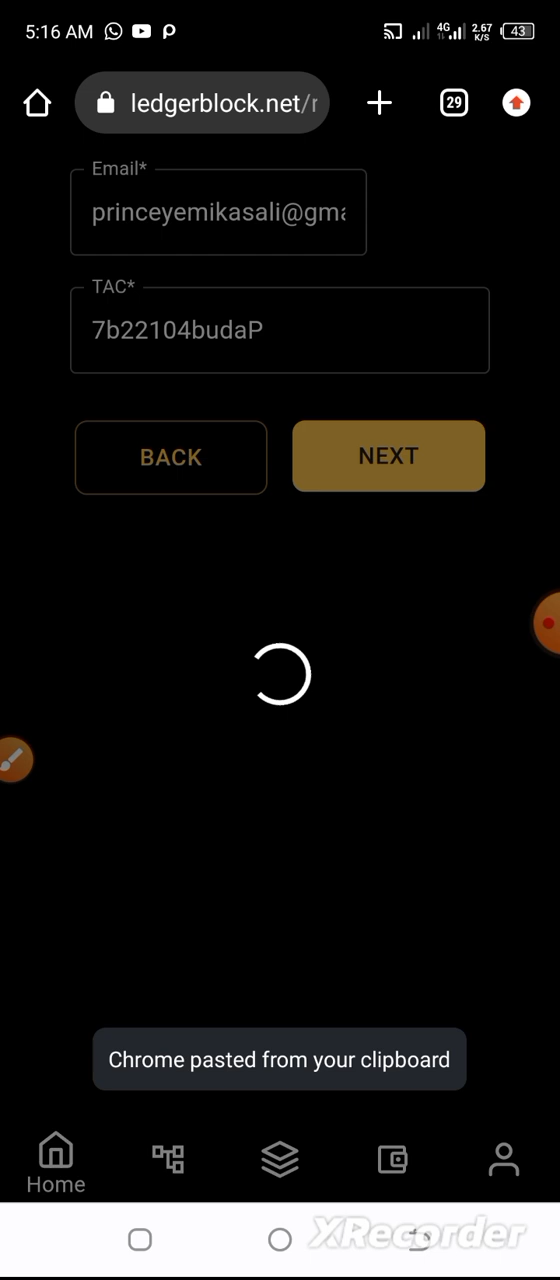 5:16 AM
4G
2.67
K/S
43
ledgerblock.net/r
29
Email*
princeyemikasali@gma
TAC*
7b22104budaP
BACK
NEXT
Chrome pasted from your clipboard
Home
XRecorder